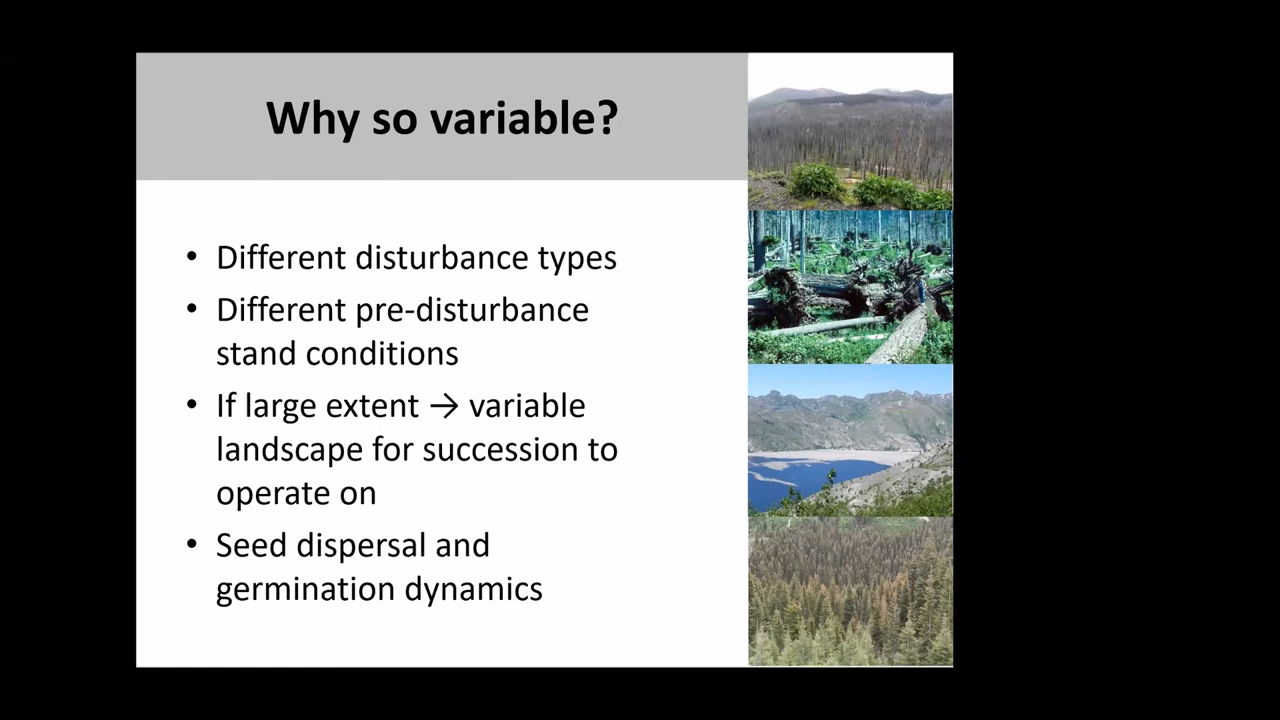 Why so variable?
• Different disturbance types
• Different pre-disturbance
stand conditions
• If large extent → variable
landscape for succession to
operate on
• Seed dispersal and
germination dynamics